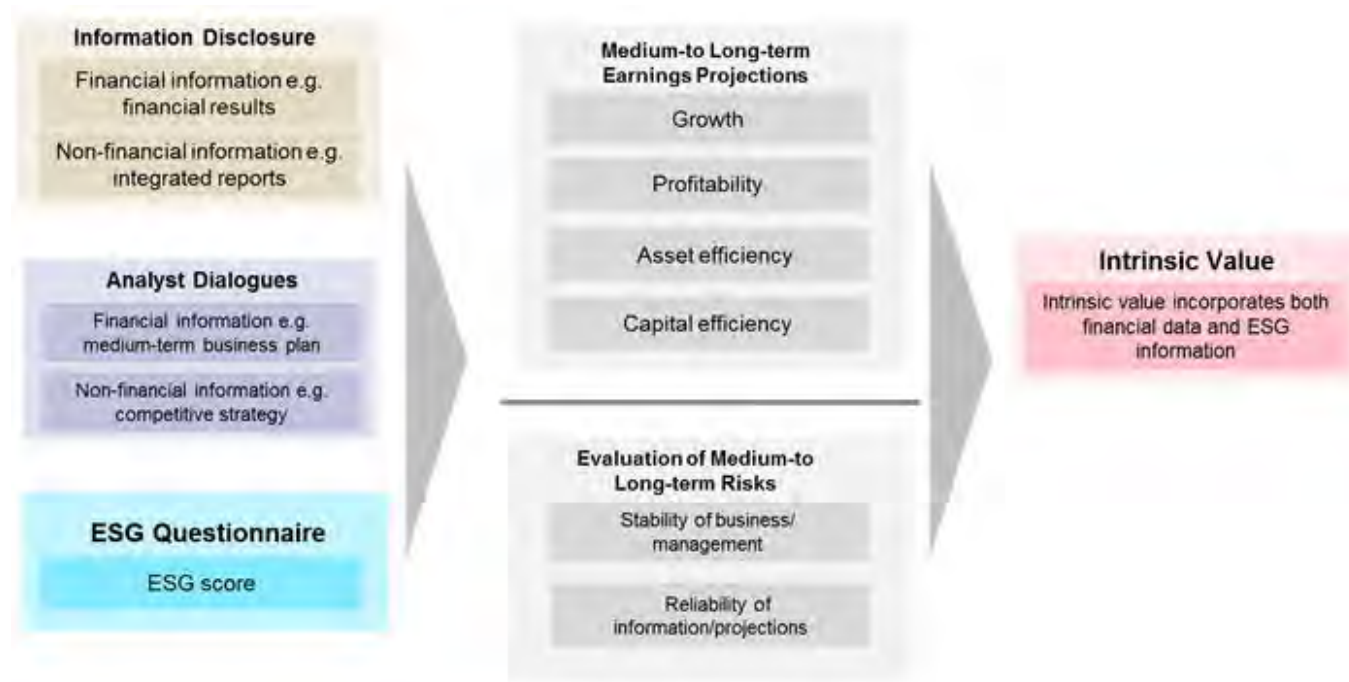 Information Disclosure
Financial information e.g.
financial results
Non-financial information e.g.
integrated reports
Analyst Dialogues
Financial information e.g.
medium-term business plan
Non-financial information e.g.
competitive strategy
ESG Questionnaire
ESG score
Medium-to Long-term
Earnings Projections
Growth
Profitability
Asset efficiency
Capital efficiency
Evaluation of Medium-to
Long-term Risks
Stability of business/
management
Reliability of
information/projections
Intrinsic Value
Intrinsic value incorporates both
financial data and ESG
information